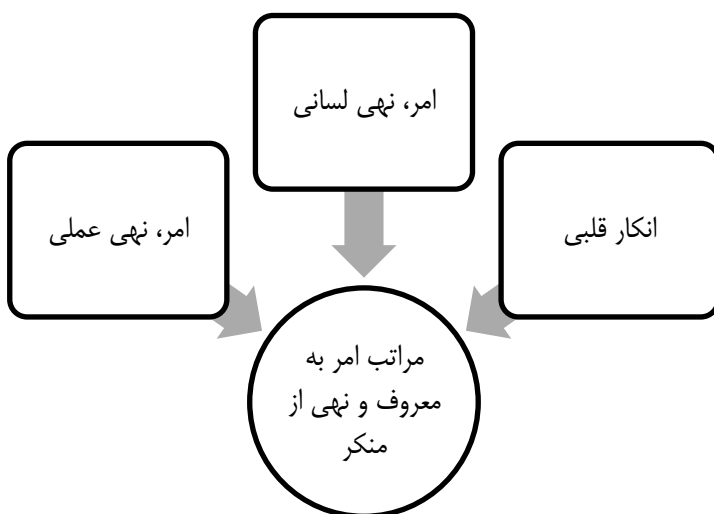 امر، نهی لسانی
انکار قلبی
امر، نهی عملی
مراتب امر به
معروف و نهی از
منکر